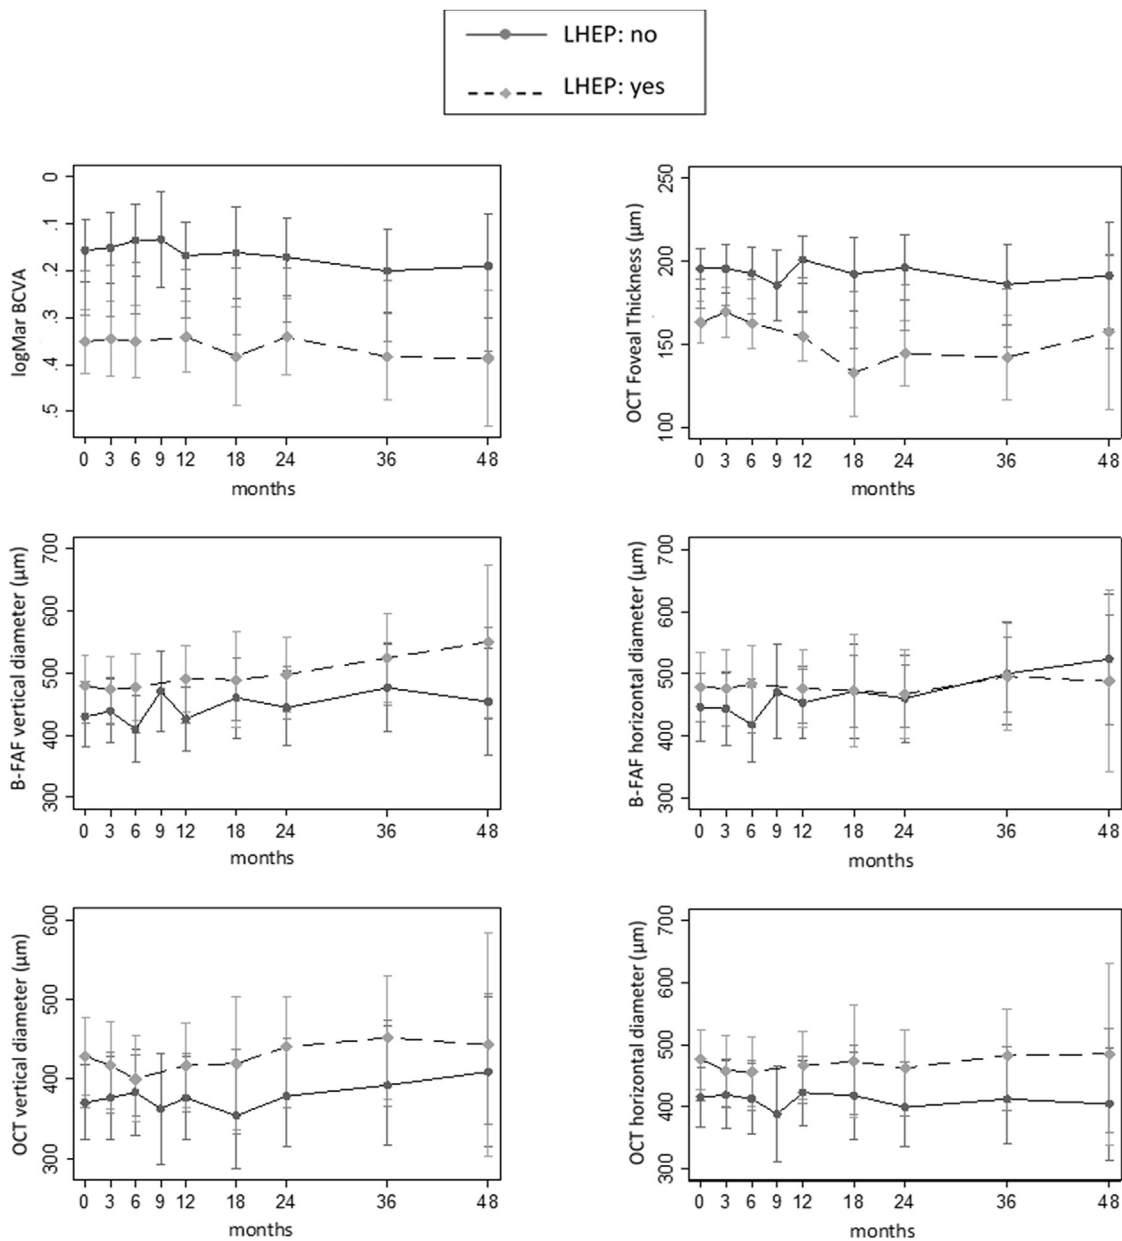 LHEP: no
LHEP: yes
logMar BCVA
0
.1
.2
.3
.4
.5
0 3 6 9 12 18 24 36 48
months
OCT Foveal Thickness (µm)
250
200
150
100
0 3 6 9 12 18 24 36 48
months
B-FAF vertical diameter (µm)
700
600
500
400
300
0 3 6 9 12 18 24 36 48
months
B-FAF horizontal diameter (µm)
700
600
500
400
300
0 3 6 9 12 18 24 36 48
months
OCT vertical diameter (µm)
600
500
400
300
0 3 6 9 12 18 24 36 48
months
OCT horizontal diameter (µm)
700
600
500
400
300
0 3 6 9 12 18 24 36 48
months